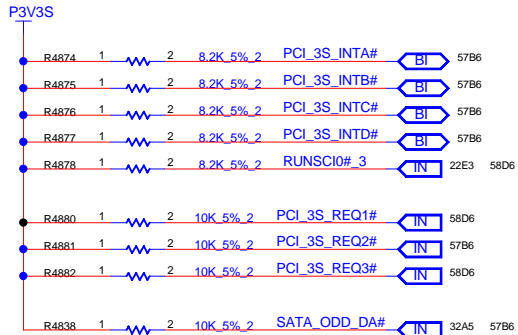 P3V3S
R4874 1 2 8.2K_5%_2 PCI_3S_INTA# BI 57B6
R4875 1 2 8.2K_5%_2 PCI_3S_INTB# BI 57B6
R4876 1 2 8.2K_5%_2 PCI_3S_INTC# BI 57B6
R4877 1 2 8.2K_5%_2 PCI_3S_INTD# BI 57B6
R4878 1 2 8.2K_5%_2 RUNSCI0#_3 IN 22E3 58D6
R4880 1 2 10K_5%_2 PCI_3S_REQ1# IN 58D6
R4881 1 2 10K_5%_2 PCI_3S_REQ2# IN 57B6
R4882 1 2 10K_5%_2 PCI_3S_REQ3# IN 58D6
R4838 1 2 10K_5%_2 SATA_ODD_DA# IN 32A5 57B6